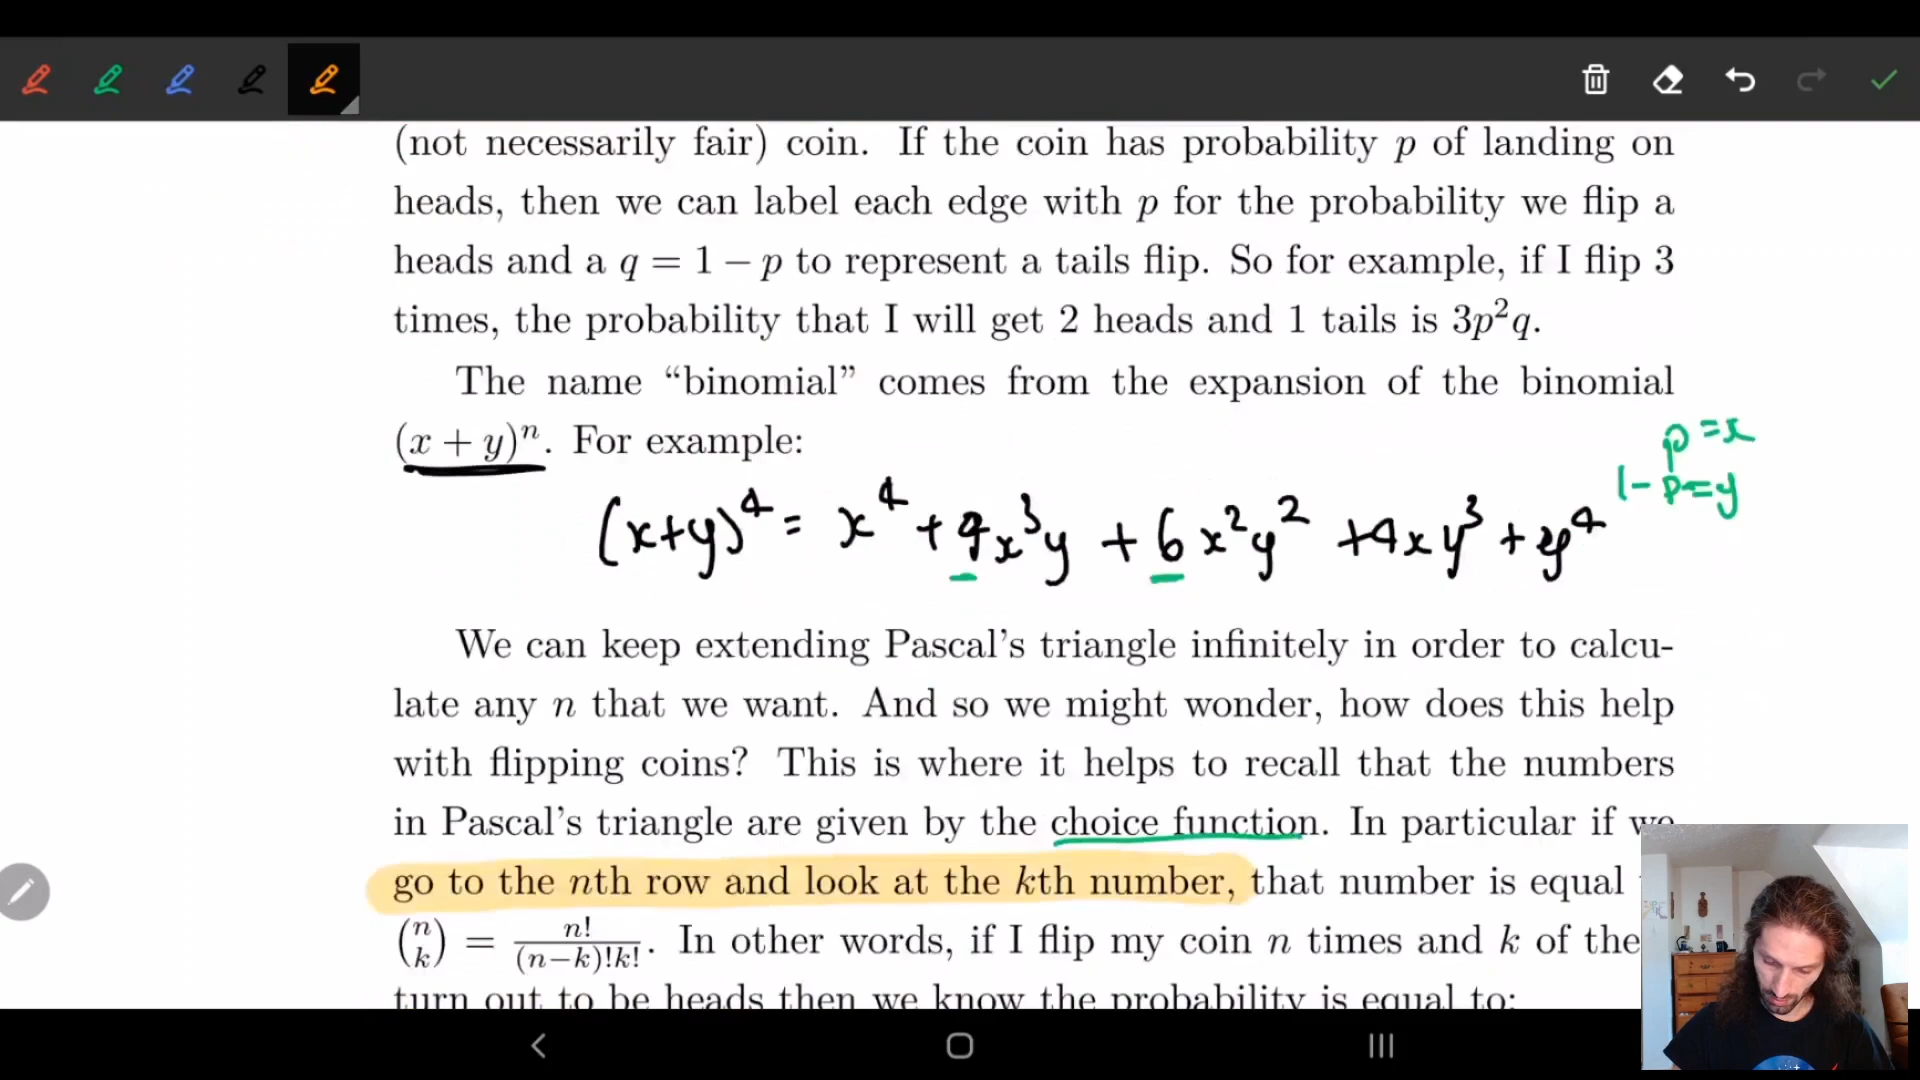 (not necessarily fair) coin. If the coin has probability p of landing on
heads, then we can label each edge with p for the probability we flip a
heads and a q = 1 − p to represent a tails flip. So for example, if I flip 3
times, the probability that I will get 2 heads and 1 tails is 3p²q.
The name “binomial” comes from the expansion of the binomial
(x + y)ⁿ. For example:
p = x
1 - p = y
(x+y)⁴ = x⁴ + 4x³y + 6x²y² + 4xy³ + y⁴
We can keep extending Pascal’s triangle infinitely in order to calcu-
late any n that we want. And so we might wonder, how does this help
with flipping coins? This is where it helps to recall that the numbers
in Pascal’s triangle are given by the choice function. In particular if we
go to the nth row and look at the kth number, that number is equal
(n k) = n!/(n−k)!k!. In other words, if I flip my coin n times and k of the
turn out to be heads then we know the probability is equal to: